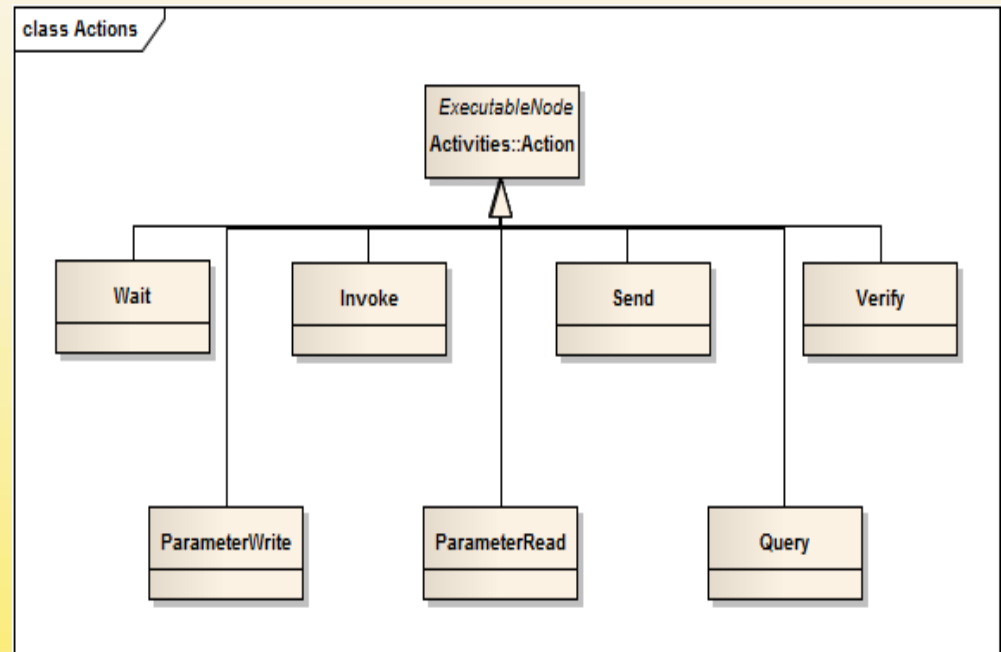 class Actions
ExecutableNode
Activities::Action
Wait
Invoke
Send
Verify
ParameterWrite
ParameterRead
Query